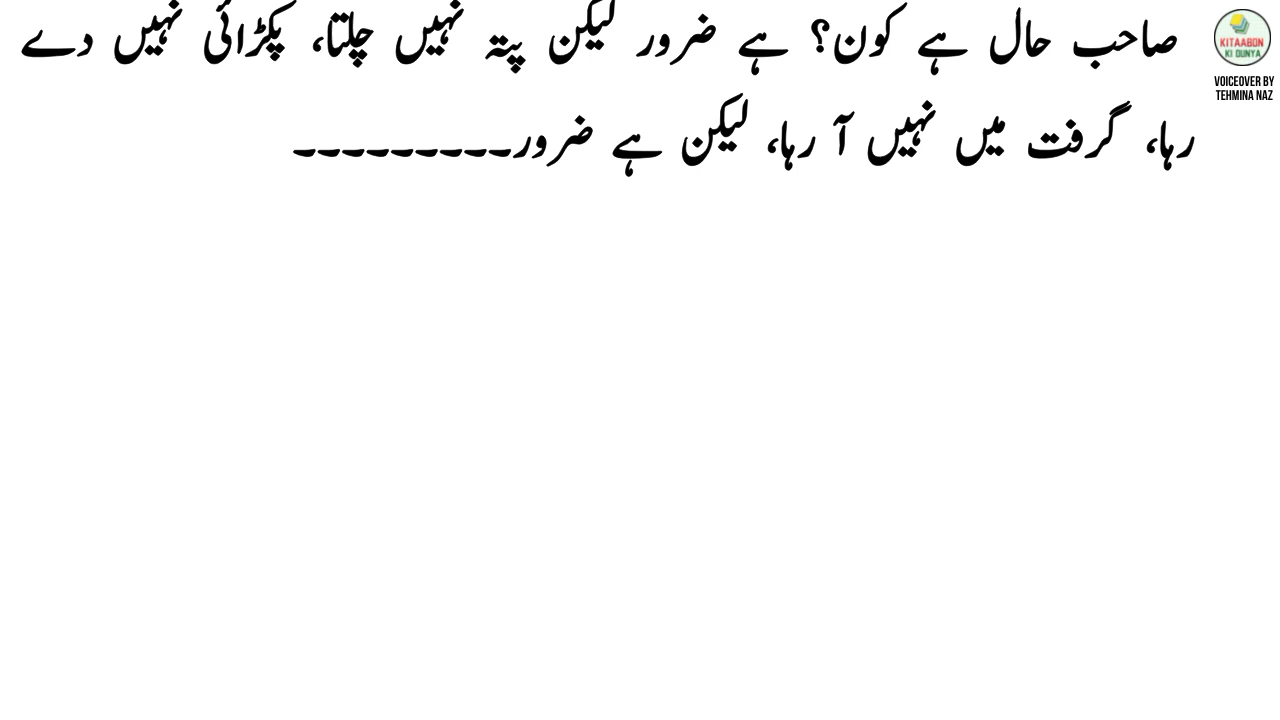 صاحب حال ہے کون؟ ہے ضرور لیکن پتہ نہیں چلتا، پکڑائی نہیں دے
رہا، گرفت میں نہیں آ رہا، لیکن ہے ضرور۔۔۔۔۔۔۔۔۔
KITAABON
KI DUNYA
VOICEOVER BY
TEHMINA NAZ